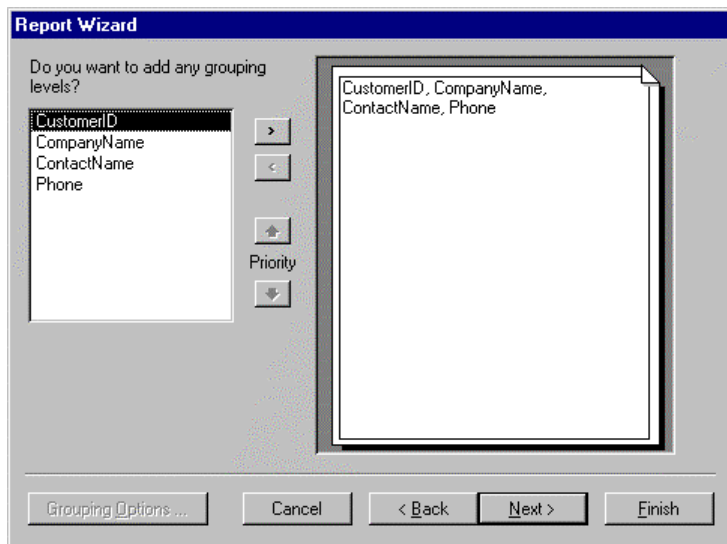 Report Wizard
Do you want to add any grouping
levels?
CustomerID
CompanyName
ContactName
Phone
>
<
Priority
CustomerID, CompanyName,
ContactName, Phone
Grouping Options ...
Cancel
< Back
Next >
Finish